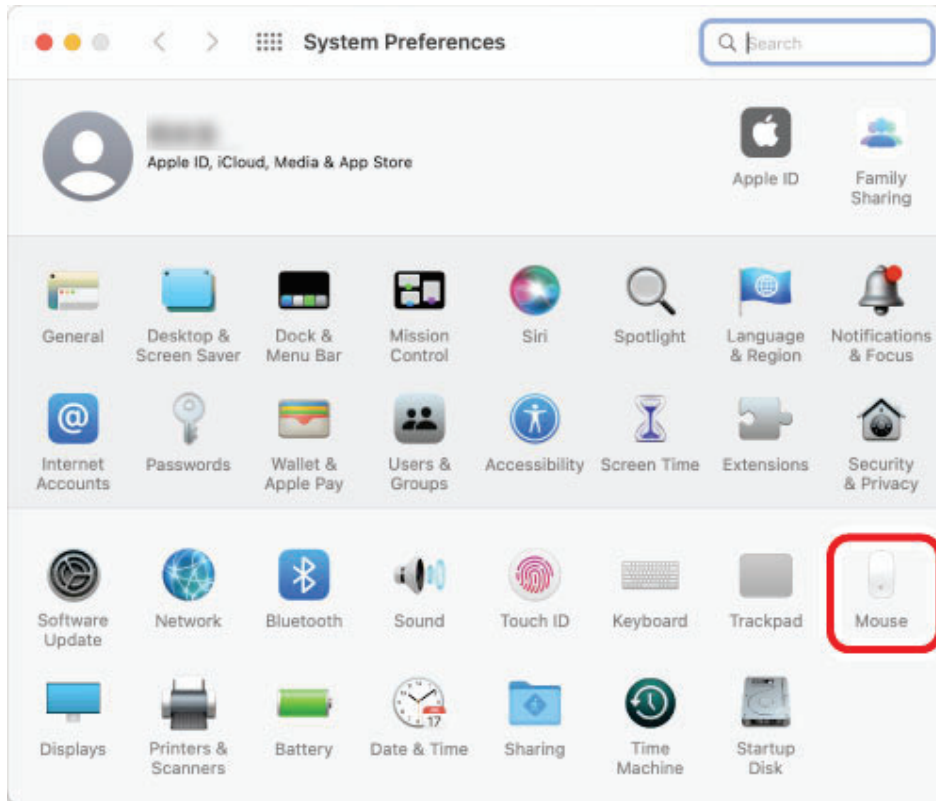 System Preferences
Search
Apple ID, iCloud, Media & App Store
Apple ID
Family
Sharing
General
Desktop &
Screen Saver
Dock &
Menu Bar
Mission
Control
Siri
Spotlight
Language
& Region
Notifications
& Focus
Internet
Accounts
Passwords
Wallet &
Apple Pay
Users &
Groups
Accessibility
Screen Time
Extensions
Security
& Privacy
Software
Update
Network
Bluetooth
Sound
Touch ID
Keyboard
Trackpad
Mouse
Displays
Printers &
Scanners
Battery
Date & Time
17
Sharing
Time
Machine
Startup
Disk